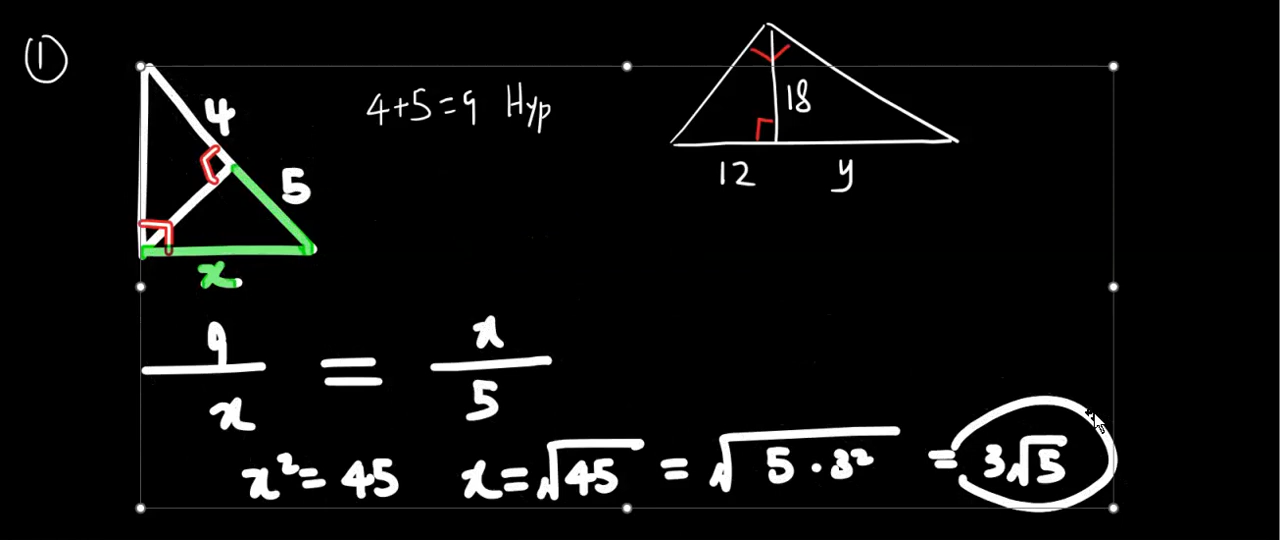 ①
4
5
x
4+5=9 Hyp
18
12 y
9/x = x/5
x²=45 x=√45 = √5·3² = 3√5